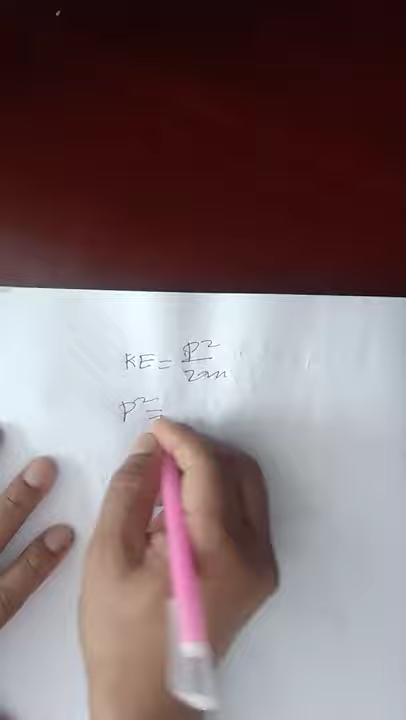 KE = P²/2m
P² =